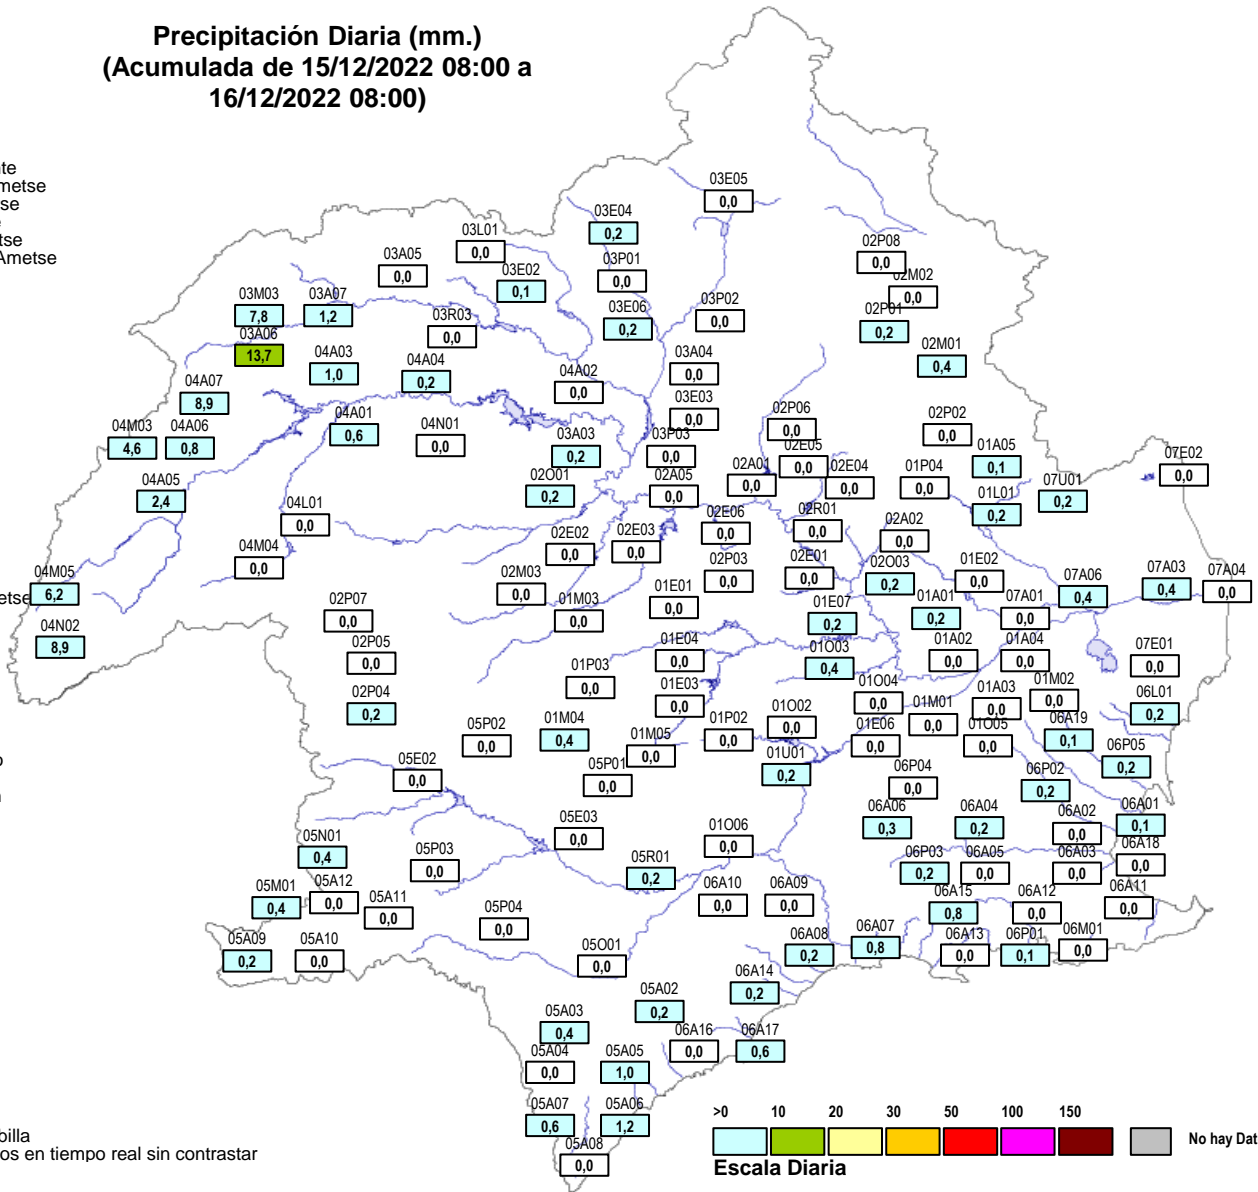 Precipitación Diaria (mm.)
(Acumulada de 15/12/2022 08:00 a
16/12/2022 08:00)
nte
metse
tse
e
tse
Ametse
etse
o
n
billa
os en tiempo real sin contrastar
03E05
0,0
03E04
0,2
03L01
0,0
03A05
0,0
03E02
0,1
03P01
0,0
02P08
0,0
02M02
0,0
03M03
7,8
03A07
1,2
03R03
0,0
03E06
0,2
03P02
0,0
02P01
0,2
03A06
13,7
04A03
1,0
04A04
0,2
04A02
0,0
03A04
0,0
02M01
0,4
04A07
8,9
03E03
0,0
04M03
4,6
04A06
0,8
04A01
0,6
04N01
0,0
03A03
0,2
03P03
0,0
02P06
0,0
02P02
0,0
02E05
0,0
01A05
0,1
07E02
0,0
04A05
2,4
02O01
0,2
02A05
0,0
02A01
0,0
02E04
0,0
01P04
0,0
01L01
0,2
07U01
0,2
04L01
0,0
02E06
0,0
02R01
0,0
02A02
0,0
04M04
0,0
02E02
0,0
02E03
0,0
04M05
6,2
02M03
0,0
02P03
0,0
02E01
0,0
02O03
0,2
01E02
0,0
07A06
0,4
07A03
0,4
07A04
0,0
04N02
8,9
02P07
0,0
01M03
0,0
01E01
0,0
01E07
0,2
01A01
0,2
07A01
0,0
02P05
0,0
01E04
0,0
01O03
0,4
01A02
0,0
01A04
0,0
07E01
0,0
02P04
0,2
01P03
0,0
01E03
0,0
01O04
0,0
01A03
0,0
01M02
0,0
06L01
0,2
05P02
0,0
01M04
0,4
01M05
0,0
01P02
0,0
01O02
0,0
01E06
0,0
01M01
0,0
01O05
0,0
06A19
0,1
05E02
0,0
05P01
0,0
01U01
0,2
06P04
0,0
06P02
0,2
06P05
0,2
05E03
0,0
01O06
0,0
06A06
0,3
06A04
0,2
06A02
0,0
06A01
0,1
05N01
0,4
05P03
0,0
05R01
0,2
06P03
0,2
06A05
0,0
06A03
0,0
06A18
0,0
05M01
0,4
05A12
0,0
05A11
0,0
05P04
0,0
06A10
0,0
06A09
0,0
06A15
0,8
06A12
0,0
06A11
0,0
05A09
0,2
05A10
0,0
05O01
0,0
06A08
0,2
06A07
0,8
06A13
0,0
06P01
0,1
06M01
0,0
05A03
0,4
05A02
0,2
06A14
0,2
05A04
0,0
05A05
1,0
06A16
0,0
06A17
0,6
05A07
0,6
05A06
1,2
05A08
0,0
>0 10 20 30 50 100 150
No hay Dat
Escala Diaria